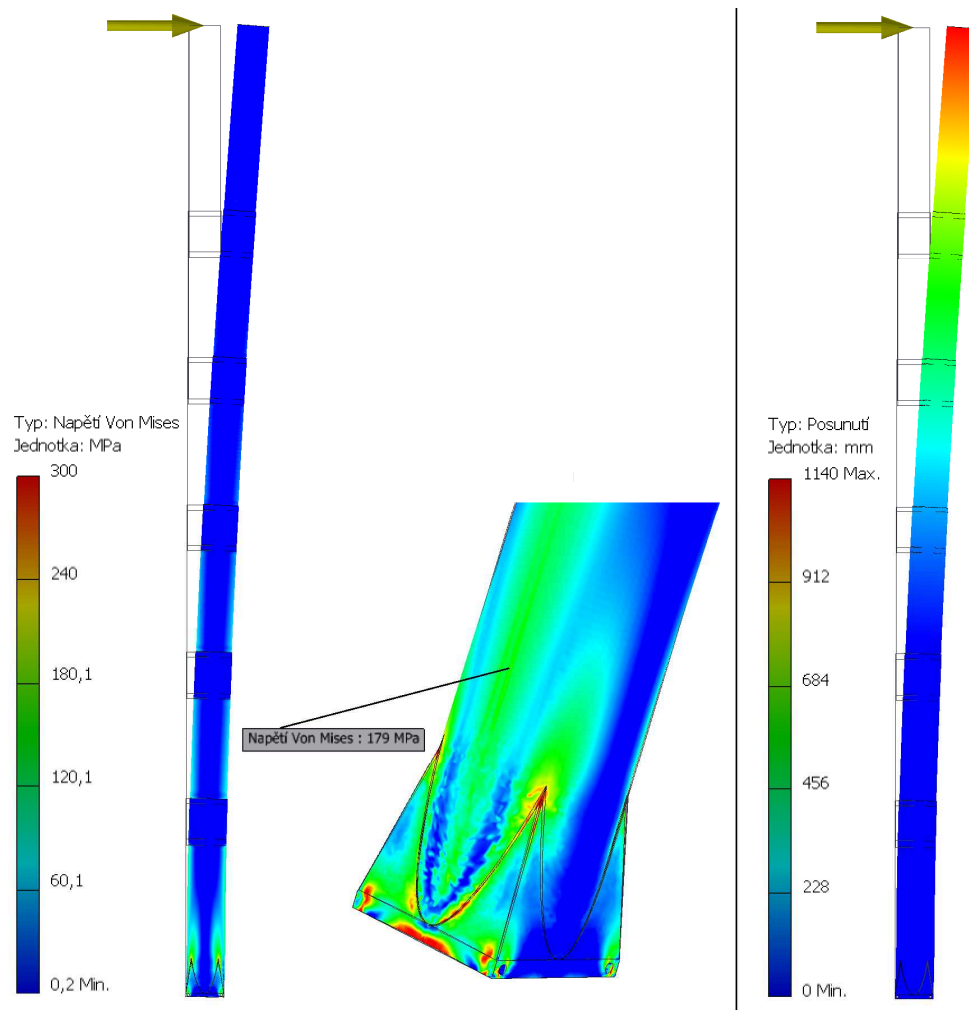 Typ: Napětí Von Mises
Jednotka: MPa
300
240
180,1
120,1
60,1
0,2 Min.
Napětí Von Mises : 179 MPa
Typ: Posunutí
Jednotka: mm
1140 Max.
912
684
456
228
0 Min.